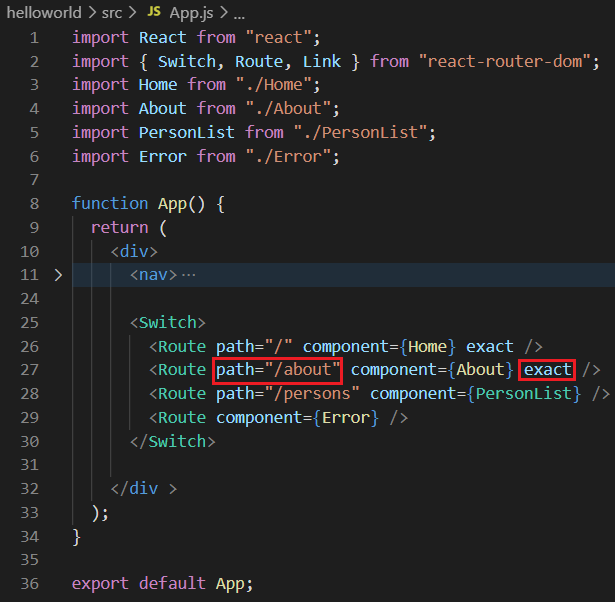 helloworld > src > JS App.js > ...
1 import React from "react";
2 import { Switch, Route, Link } from "react-router-dom";
3 import Home from "./Home";
4 import About from "./About";
5 import PersonList from "./PersonList";
6 import Error from "./Error";
7
8 function App() {
9 return (
10 <div>
11 > <nav>···
24
25 <Switch>
26 <Route path="/" component={Home} exact />
27 <Route path="/about" component={About} exact />
28 <Route path="/persons" component={PersonList} />
29 <Route component={Error} />
30 </Switch>
31
32 </div >
33 );
34 }
35
36 export default App;